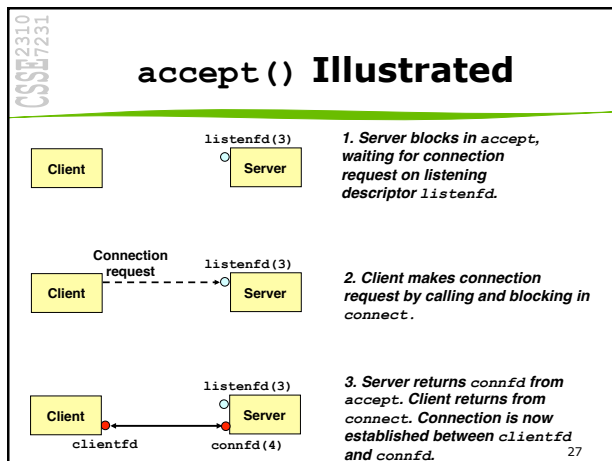 CSSE2310
7231
accept() Illustrated
listenfd(3)
Client
Server
1. Server blocks in accept,
waiting for connection
request on listening
descriptor listenfd.
Connection
request
listenfd(3)
Client
Server
2. Client makes connection
request by calling and blocking in
connect.
listenfd(3)
Client
Server
clientfd
connfd(4)
3. Server returns connfd from
accept. Client returns from
connect. Connection is now
established between clientfd
and connfd.
27